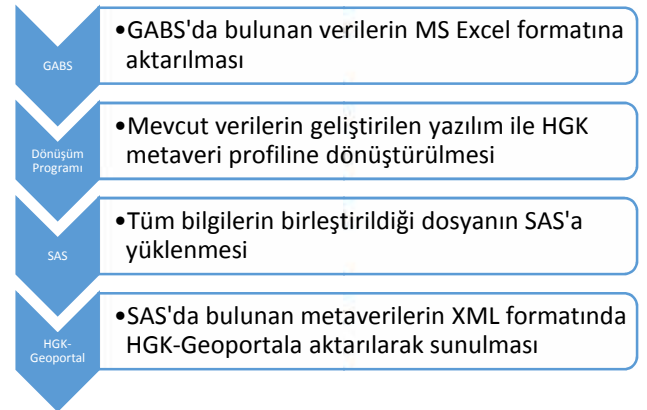 GABS
•GABS'da bulunan verilerin MS Excel formatına
aktarılması
Dönüşüm
Programı
•Mevcut verilerin geliştirilen yazılım ile HGK
metaveri profiline dönüştürülmesi
SAS
•Tüm bilgilerin birleştirildiği dosyanın SAS'a
yüklenmesi
HGK-
Geoportal
•SAS'da bulunan metaverilerin XML formatında
HGK-Geoportala aktarılarak sunulması